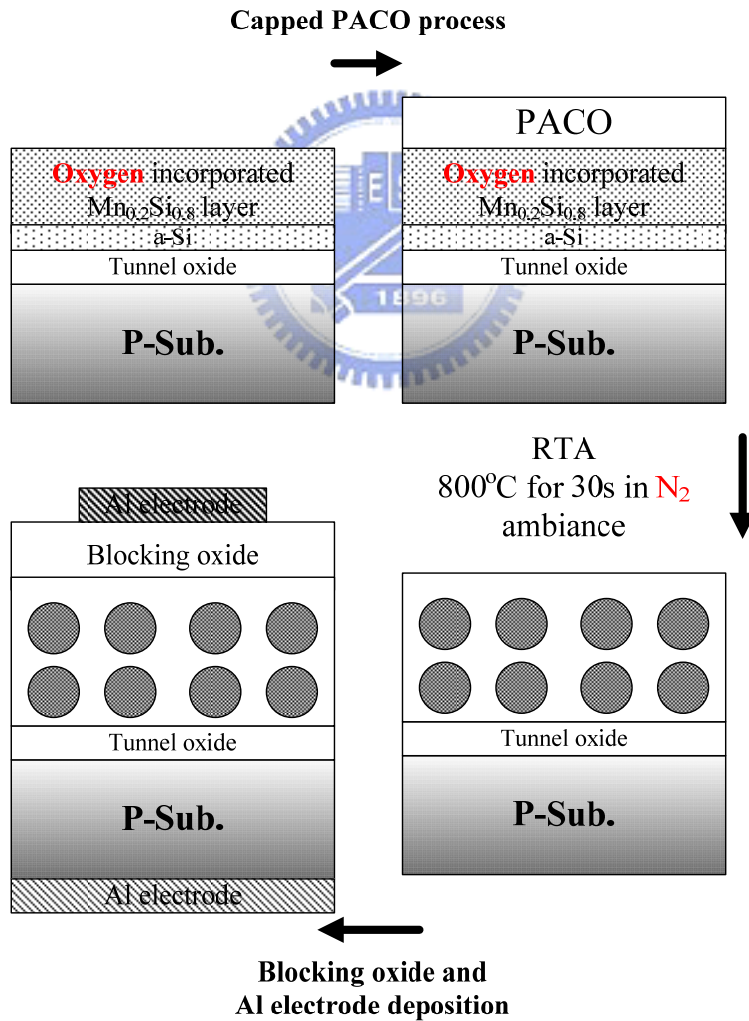 Capped PACO process
Oxygen incorporated
Mn0.2Si0.8 layer
a-Si
Tunnel oxide
P-Sub.
PACO
Oxygen incorporated
Mn0.2Si0.8 layer
a-Si
Tunnel oxide
P-Sub.
1896
RTA
800°C for 30s in N2
ambiance
Tunnel oxide
P-Sub.
Al electrode
Blocking oxide
Tunnel oxide
P-Sub.
Al electrode
Blocking oxide and
Al electrode deposition